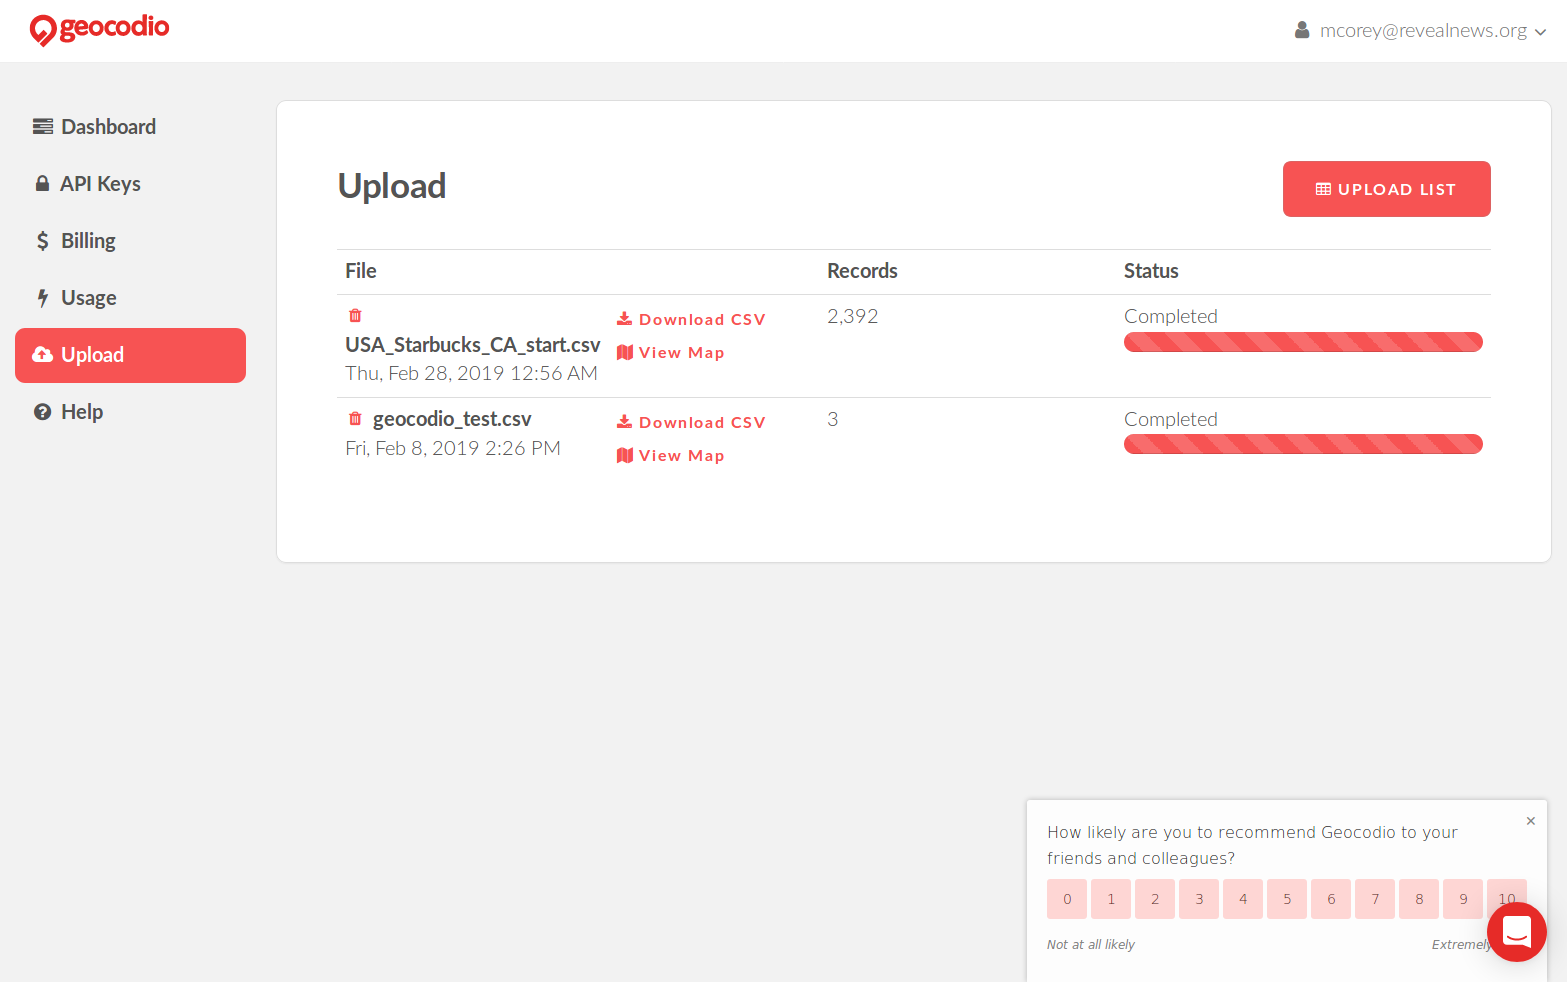 geocodio
mcorey@revealnews.org
Dashboard
API Keys
Billing
Usage
Upload
Help
Upload
UPLOAD LIST
File Records Status
USA_Starbucks_CA_start.csv
Thu, Feb 28, 2019 12:56 AM
Download CSV
View Map
2,392
Completed
geocodio_test.csv
Fri, Feb 8, 2019 2:26 PM
Download CSV
View Map
3
Completed
How likely are you to recommend Geocodio to your
friends and colleagues?
0 1 2 3 4 5 6 7 8 9 10
Not at all likely Extremely